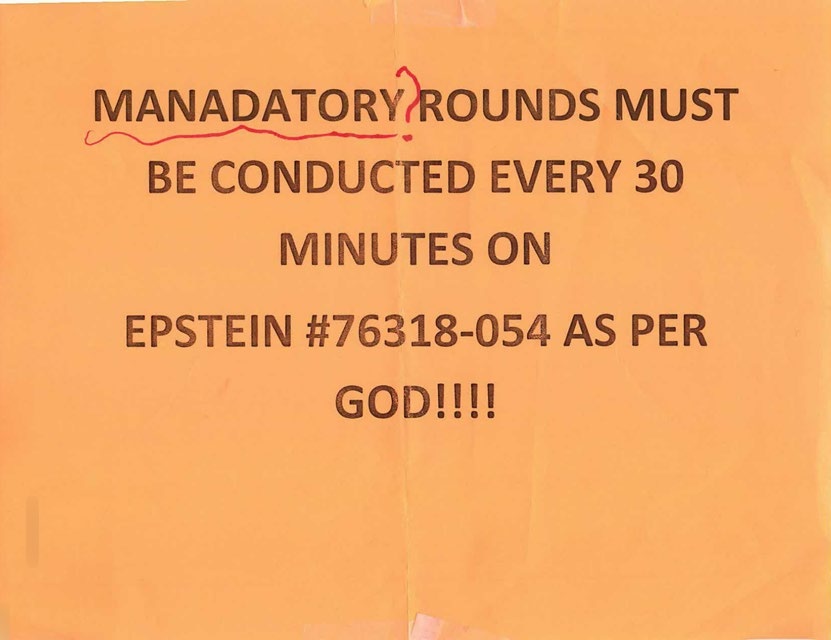 MANADATORY ? ROUNDS MUST
BE CONDUCTED EVERY 30
MINUTES ON
EPSTEIN #76318-054 AS PER
GOD!!!!